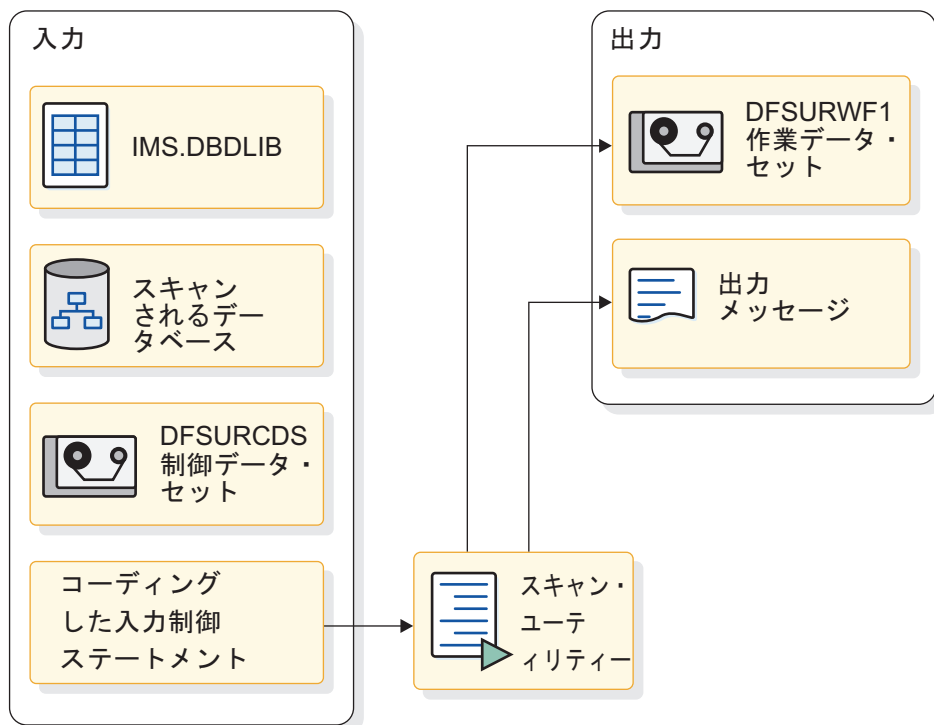 入力
IMS.DBDLIB
スキャン
されるデー
タベース
DFSURCDS
制御データ・
セット
コーディング
した入力制御
ステートメント
スキャン・
ユーテ
ィリティー
出力
DFSURWF1
作業データ・
セット
出力
メッセージ